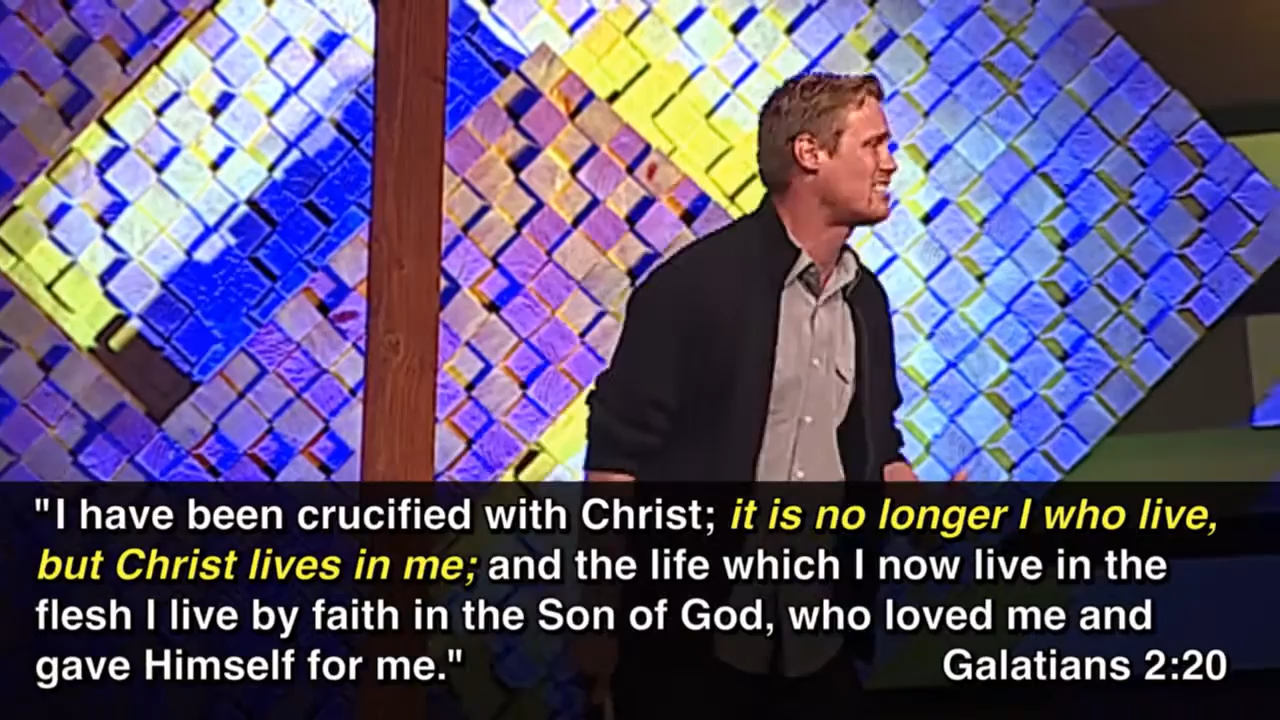 "I have been crucified with Christ; it is no longer I who live,
but Christ lives in me; and the life which I now live in the
flesh I live by faith in the Son of God, who loved me and
gave Himself for me." Galatians 2:20